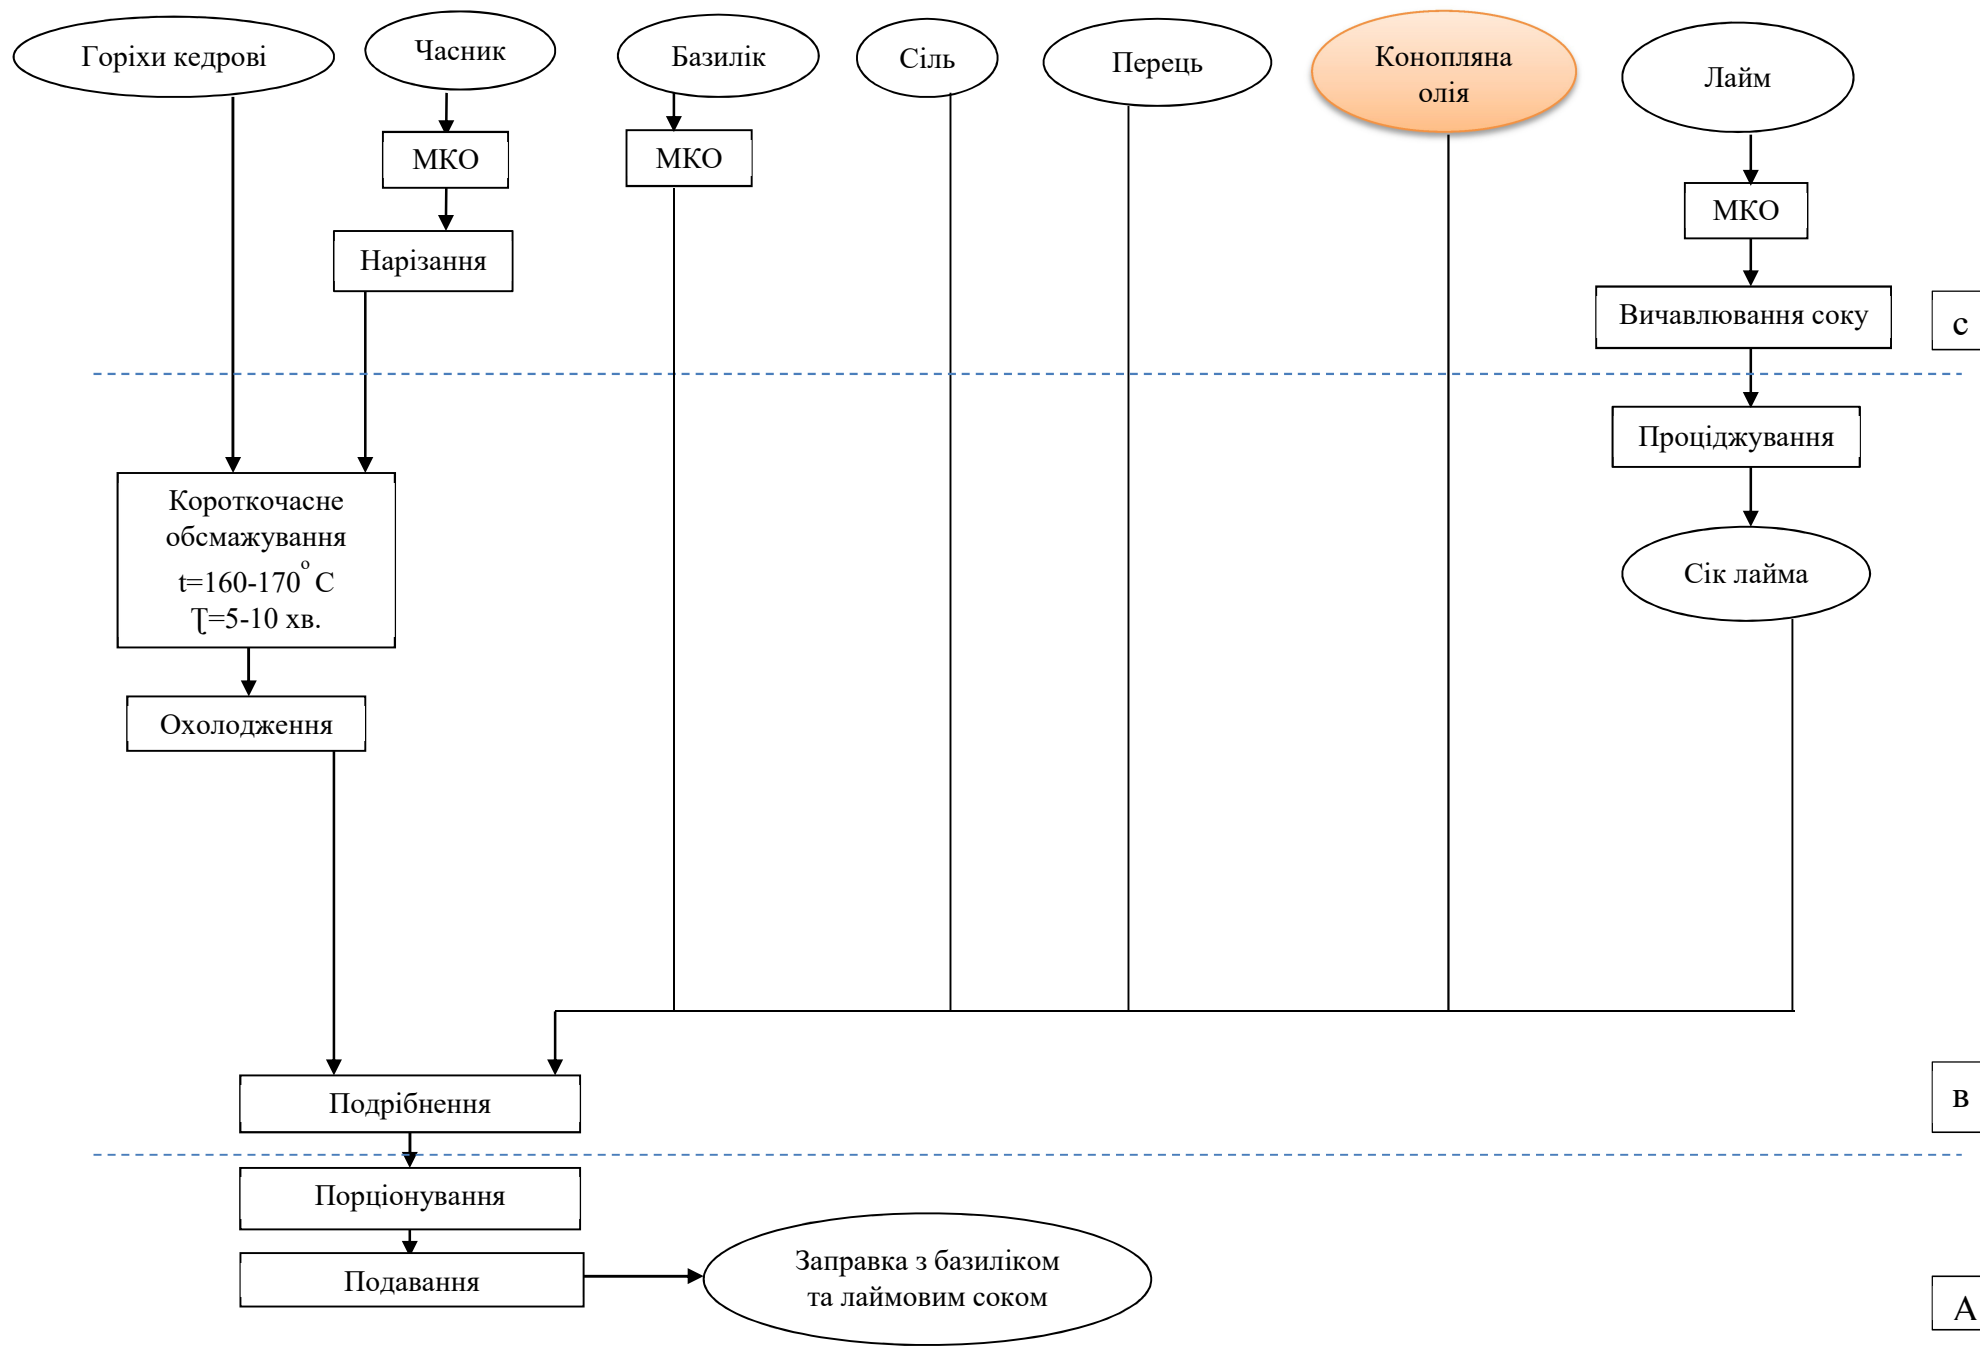 Горіхи кедрові
Часник
Базилік
Сіль
Перець
Конопляна
олія
Лайм
МКО
МКО
МКО
Нарізання
Вичавлювання соку
с
Проціджування
Короткочасне
обсмажування
t=160-170° С
Ʈ=5-10 хв.
Сік лайма
Охолодження
Подрібнення
в
Порціонування
Подавання
Заправка з базиліком
та лаймовим соком
А